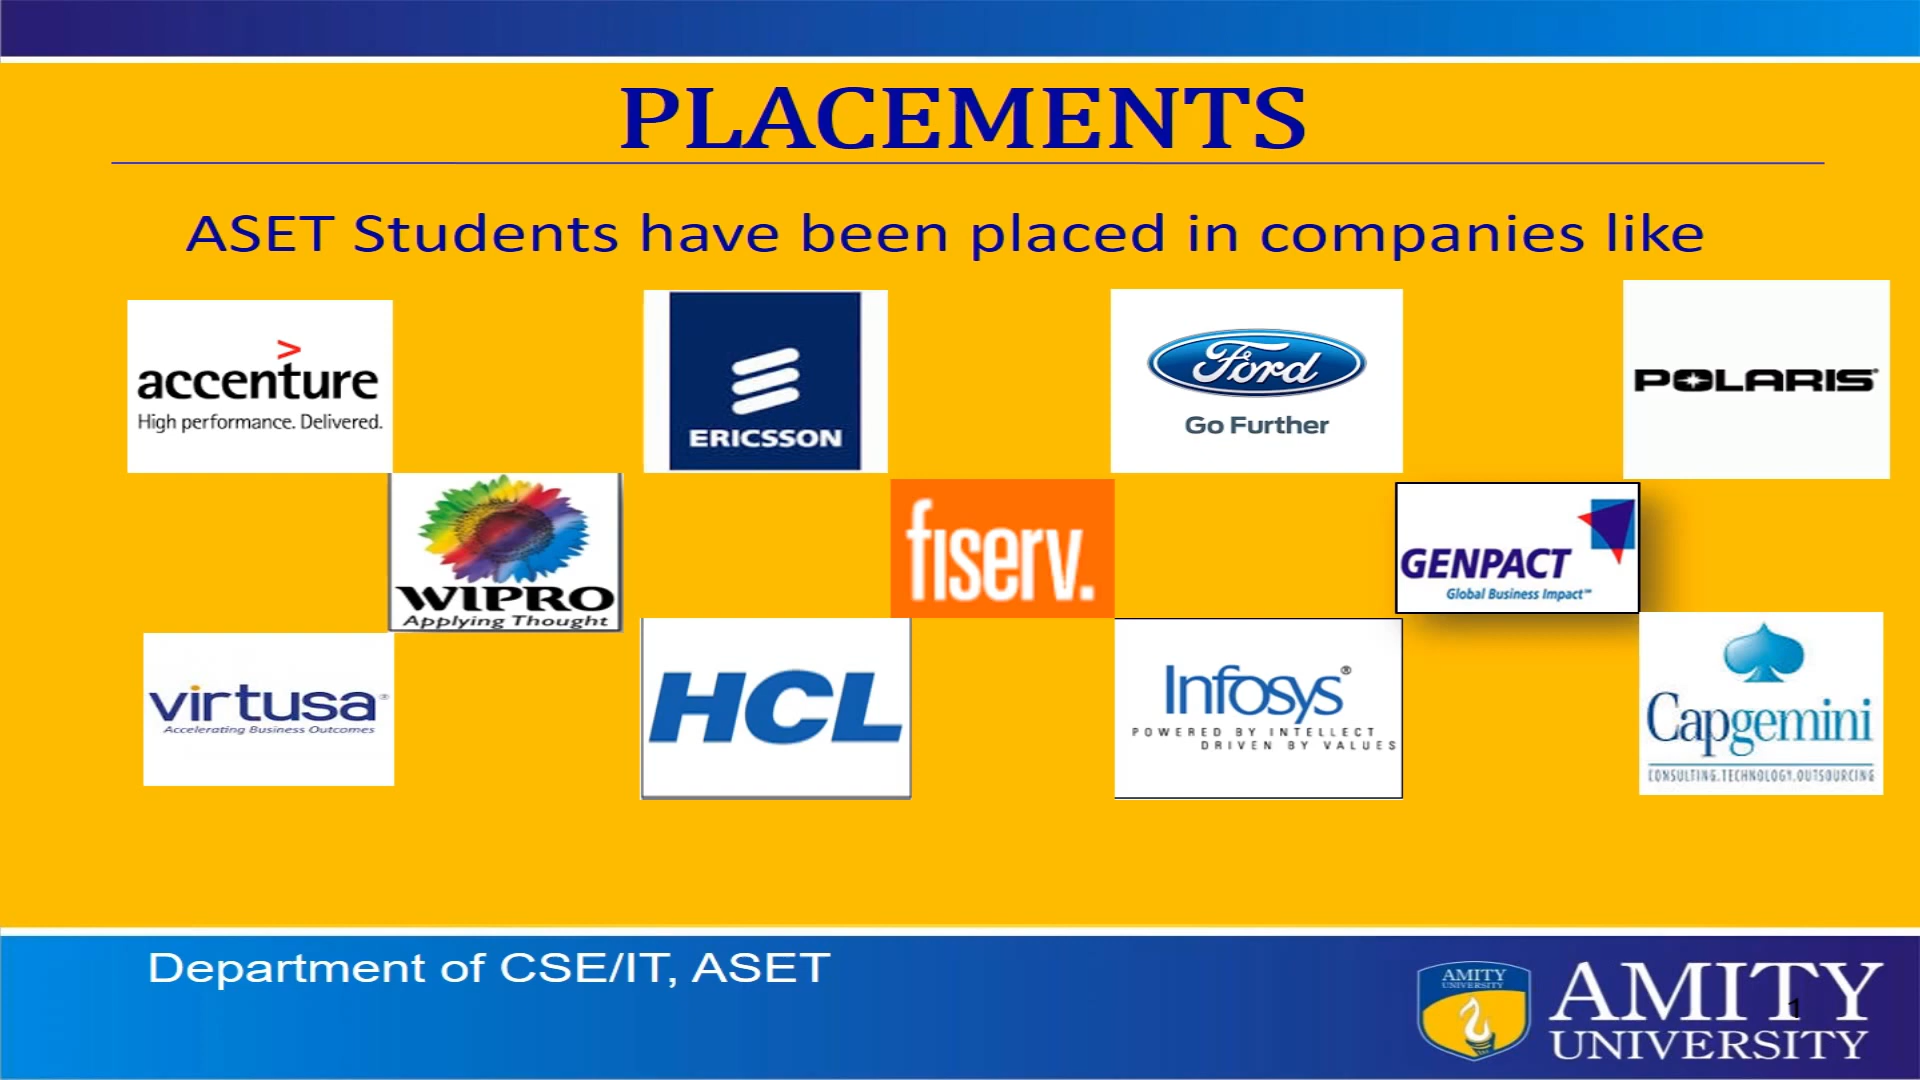 PLACEMENTS
ASET Students have been placed in companies like
accenture
High performance. Delivered.
ERICSSON
Ford
Go Further
POLARIS®
WIPRO
Applying Thought
fiserv.
GENPACT
Global Business Impact℠
virtusa®
Accelerating Business Outcomes
HCL
Infosys®
POWERED BY INTELLECT
DRIVEN BY VALUES
Capgemini
CONSULTING.TECHNOLOGY.OUTSOURCING
Department of CSE/IT, ASET
AMITY
UNIVERSITY
AMITY
UNIVERSITY
1